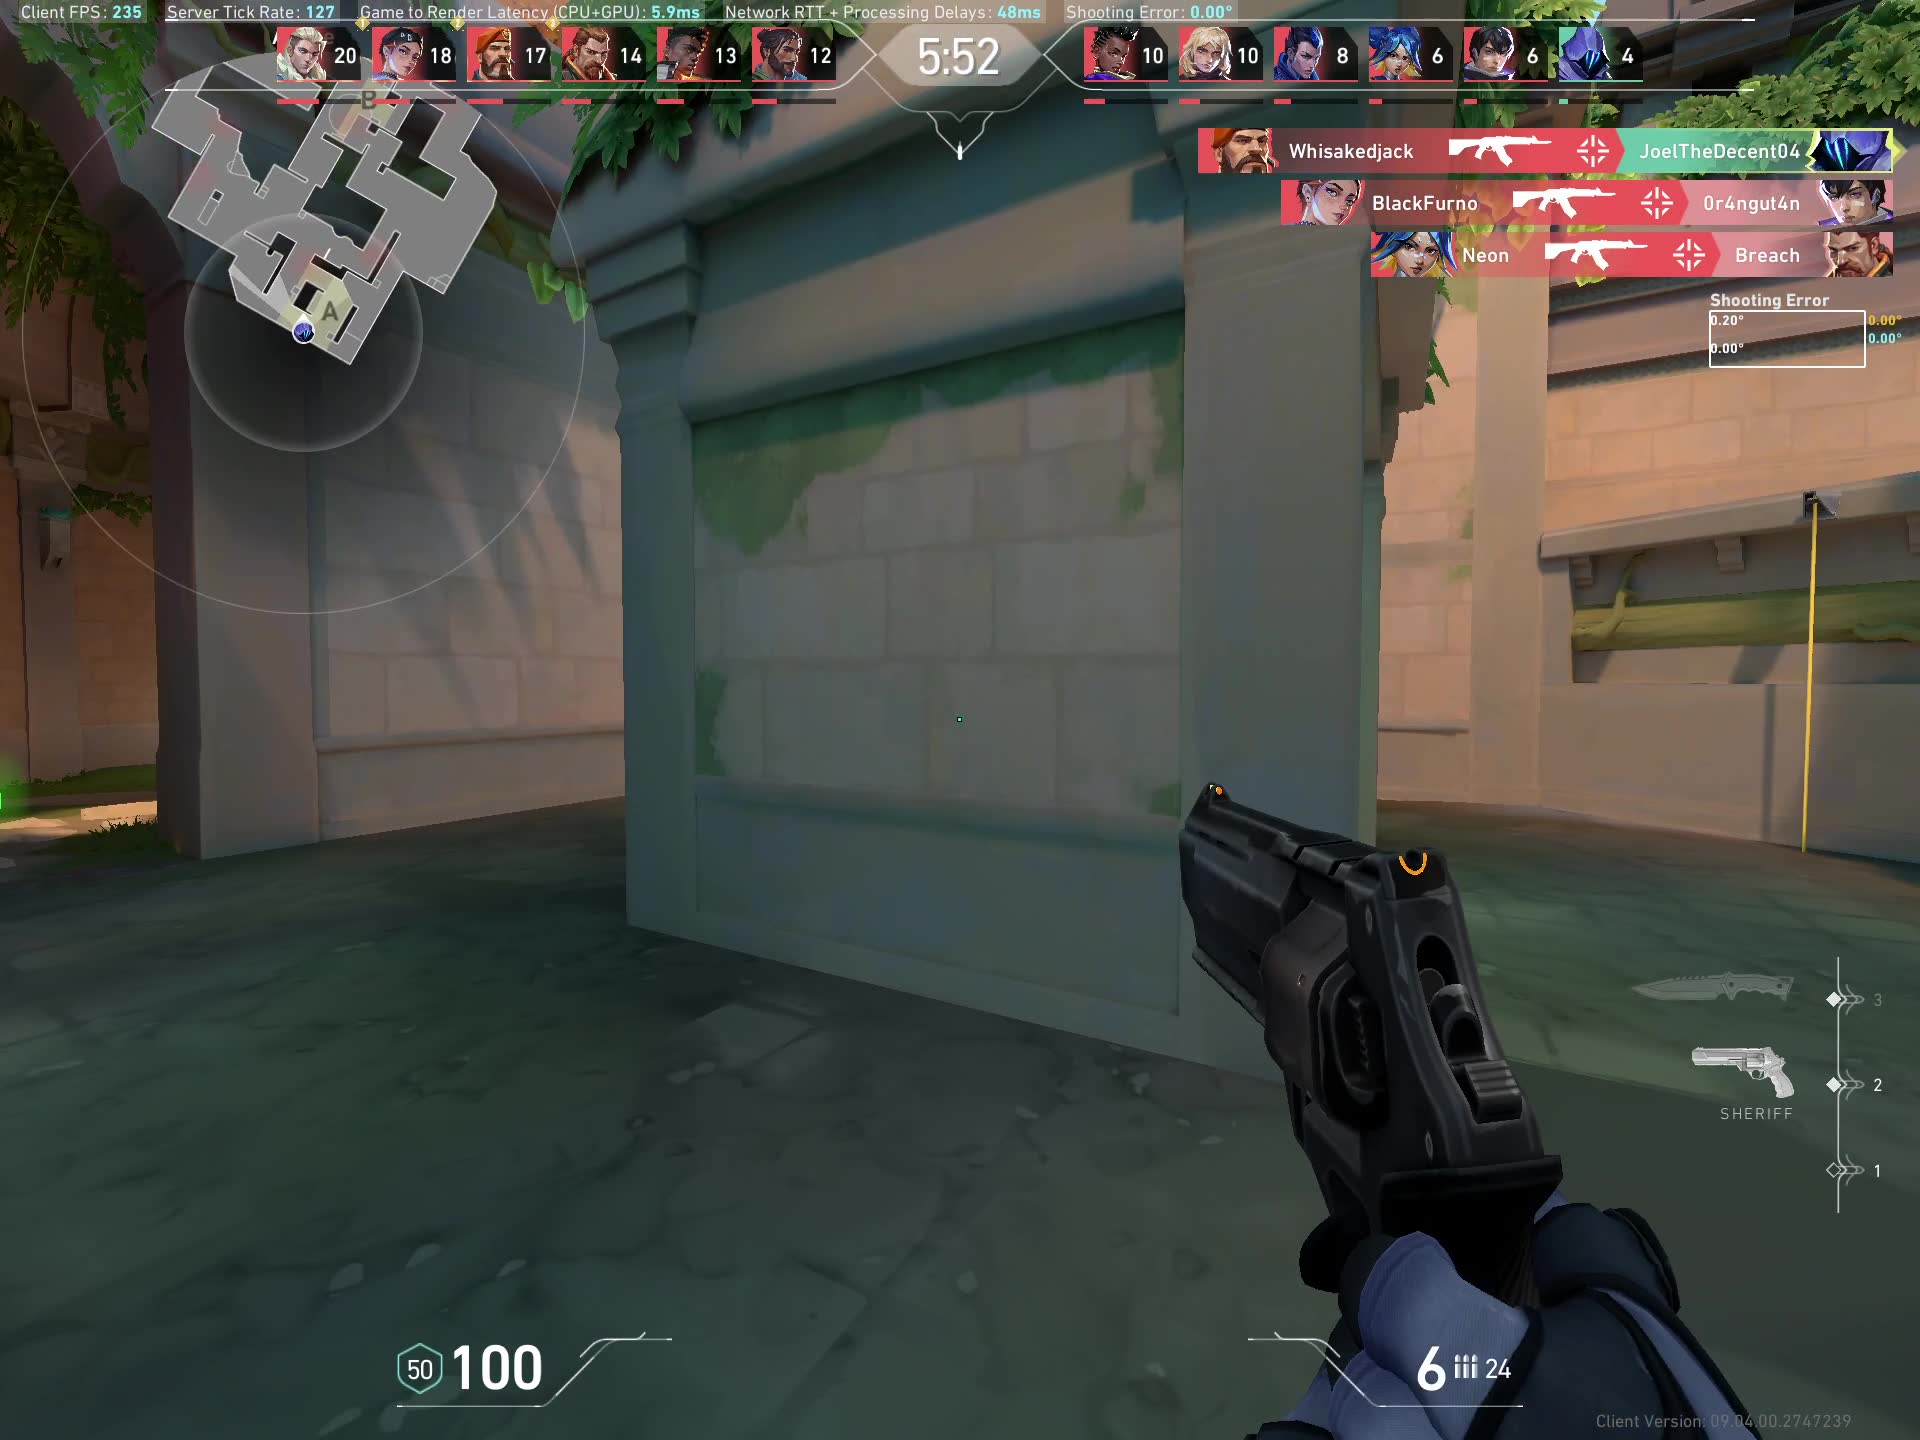 Client FPS: 235 Server Tick Rate: 127 Game to Render Latency (CPU+GPU): 5.9ms Network RTT + Processing Delays: 48ms Shooting Error: 0.00°
20 18 17 14 13 12 5:52 10 10 8 6 6 4
B
A
Whisakedjack JoelTheDecent04
BlackFurno 0r4ngut4n
Neon Breach
Shooting Error
0.20° 0.00°
0.00°
0.00°
3
2
SHERIFF
1
50 100 6 24
Client Version: 09.04.00.2747239